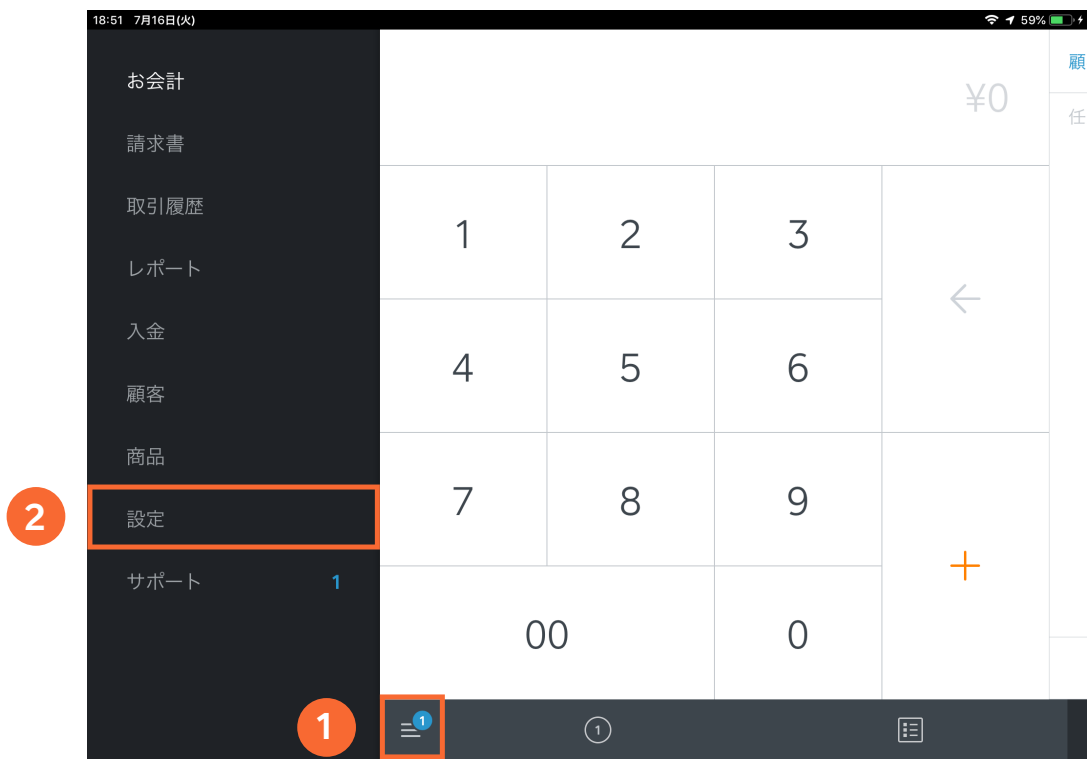 18:51 7月16日(火) 59%
お会計
請求書
取引履歴
レポート
入金
顧客
商品
2 設定
サポート 1
1
¥0
顧
任
1 2 3
4 5 6
7 8 9
00 0
1 1